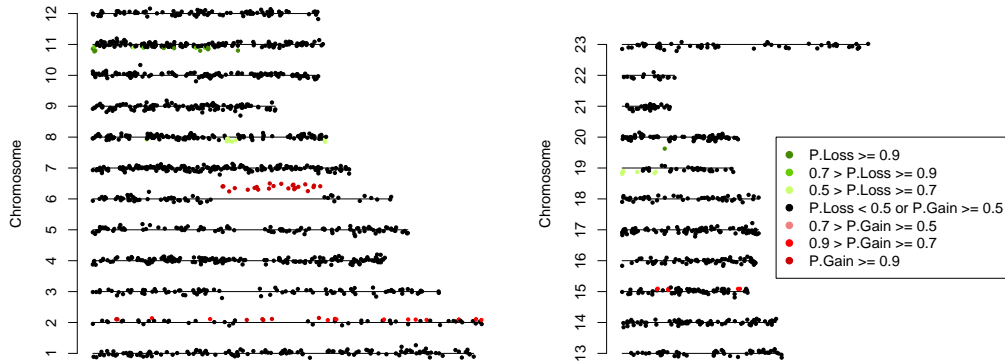 Chromosome
12
11
10
9
8
7
6
5
4
3
2
1
Chromosome
23
22
21
20
19
18
17
16
15
14
13
P.Loss >= 0.9
0.7 > P.Loss >= 0.9
0.5 > P.Loss >= 0.7
P.Loss < 0.5 or P.Gain >= 0.5
0.7 > P.Gain >= 0.5
0.9 > P.Gain >= 0.7
P.Gain >= 0.9